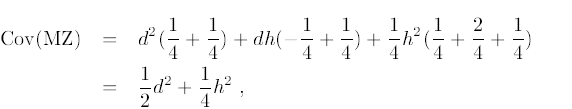 Cov(MZ) = d²(1/4 + 1/4) + dh(−1/4 + 1/4) + 1/4 h²(1/4 + 2/4 + 1/4)
= 1/2 d² + 1/4 h² ,